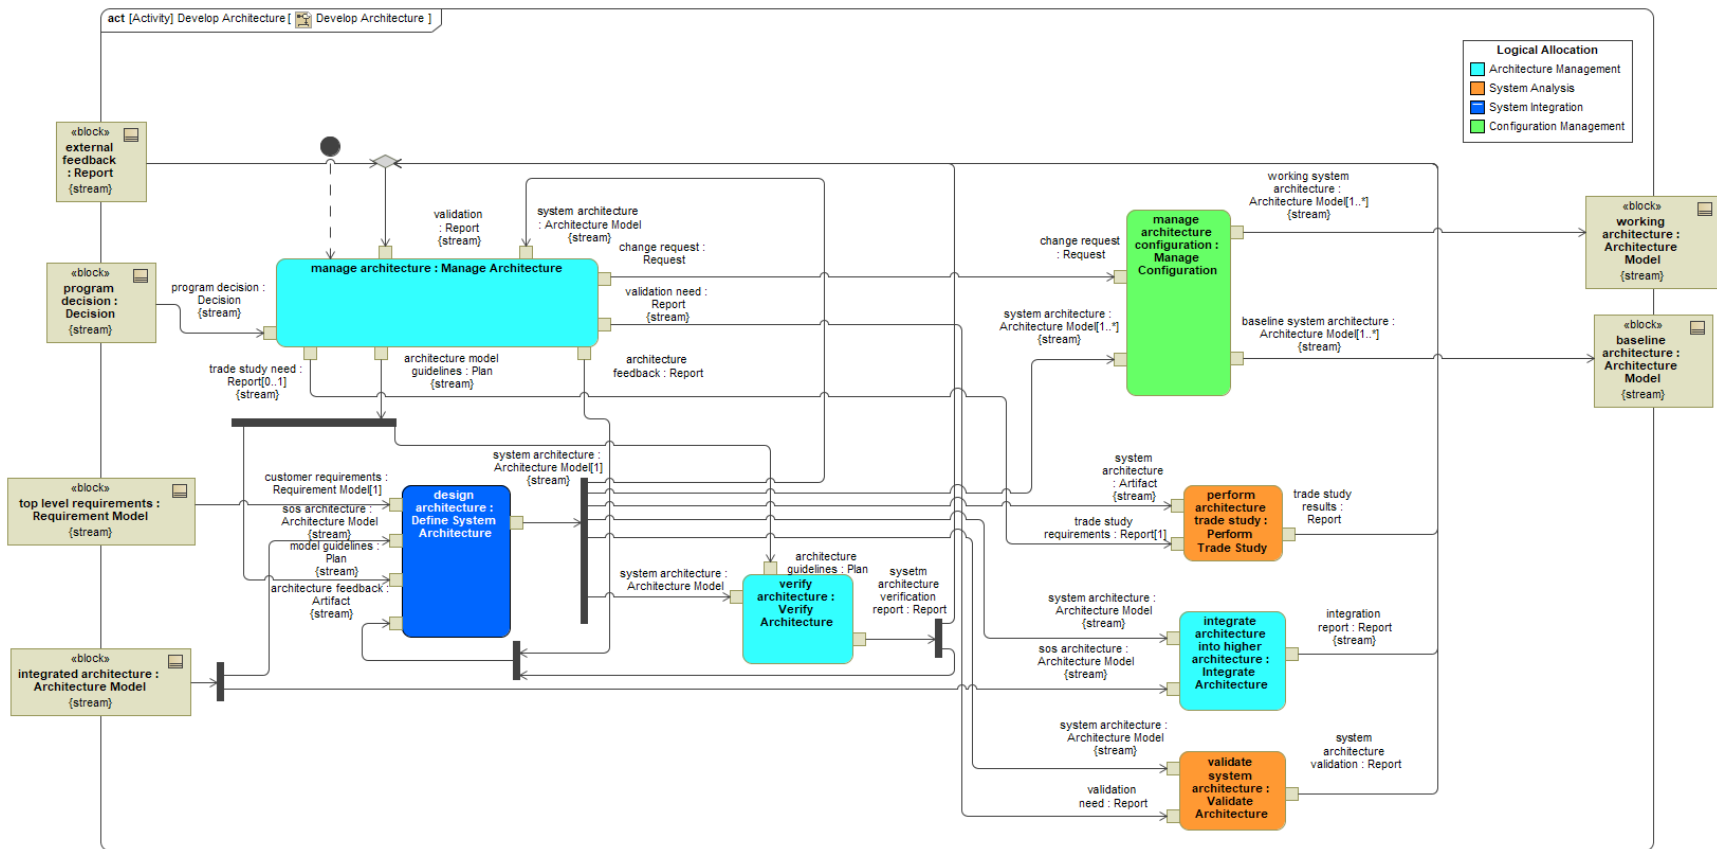 act [Activity] Develop Architecture [ Develop Architecture ]
Logical Allocation
Architecture Management
System Analysis
System Integration
Configuration Management
«block»
external
feedback
: Report
{stream}
«block»
program
decision :
Decision
{stream}
«block»
top level requirements :
Requirement Model
{stream}
«block»
integrated architecture :
Architecture Model
{stream}
validation
: Report
{stream}
system architecture
: Architecture Model
{stream}
program decision :
Decision
{stream}
manage architecture : Manage Architecture
change request :
Request
validation need :
Report
{stream}
trade study need :
Report[0..1]
{stream}
architecture model
guidelines : Plan
{stream}
architecture
feedback : Report
customer requirements :
Requirement Model[1]
sos architecture :
Architecture Model
{stream}
model guidelines :
Plan
{stream}
architecture feedback :
Artifact
{stream}
design
architecture :
Define System
Architecture
system architecture :
Architecture Model[1]
{stream}
system architecture :
Architecture Model
architecture
guidelines : Plan
verify
architecture :
Verify
Architecture
sysetm
architecture
verification
report : Report
change request
: Request
system architecture :
Architecture Model[1..*]
{stream}
manage
architecture
configuration :
Manage
Configuration
working system
architecture :
Architecture Model[1..*]
{stream}
baseline system architecture :
Architecture Model[1..*]
{stream}
«block»
working
architecture :
Architecture
Model
{stream}
«block»
baseline
architecture :
Architecture
Model
{stream}
system
architecture
: Artifact
{stream}
trade study
requirements : Report[1]
perform
architecture
trade study :
Perform
Trade Study
trade study
results :
Report
system architecture :
Architecture Model
{stream}
sos architecture :
Architecture Model
{stream}
integrate
architecture
into higher
architecture :
Integrate
Architecture
integration
report : Report
{stream}
system architecture :
Architecture Model
{stream}
validation
need : Report
validate
system
architecture :
Validate
Architecture
system
architecture
validation : Report